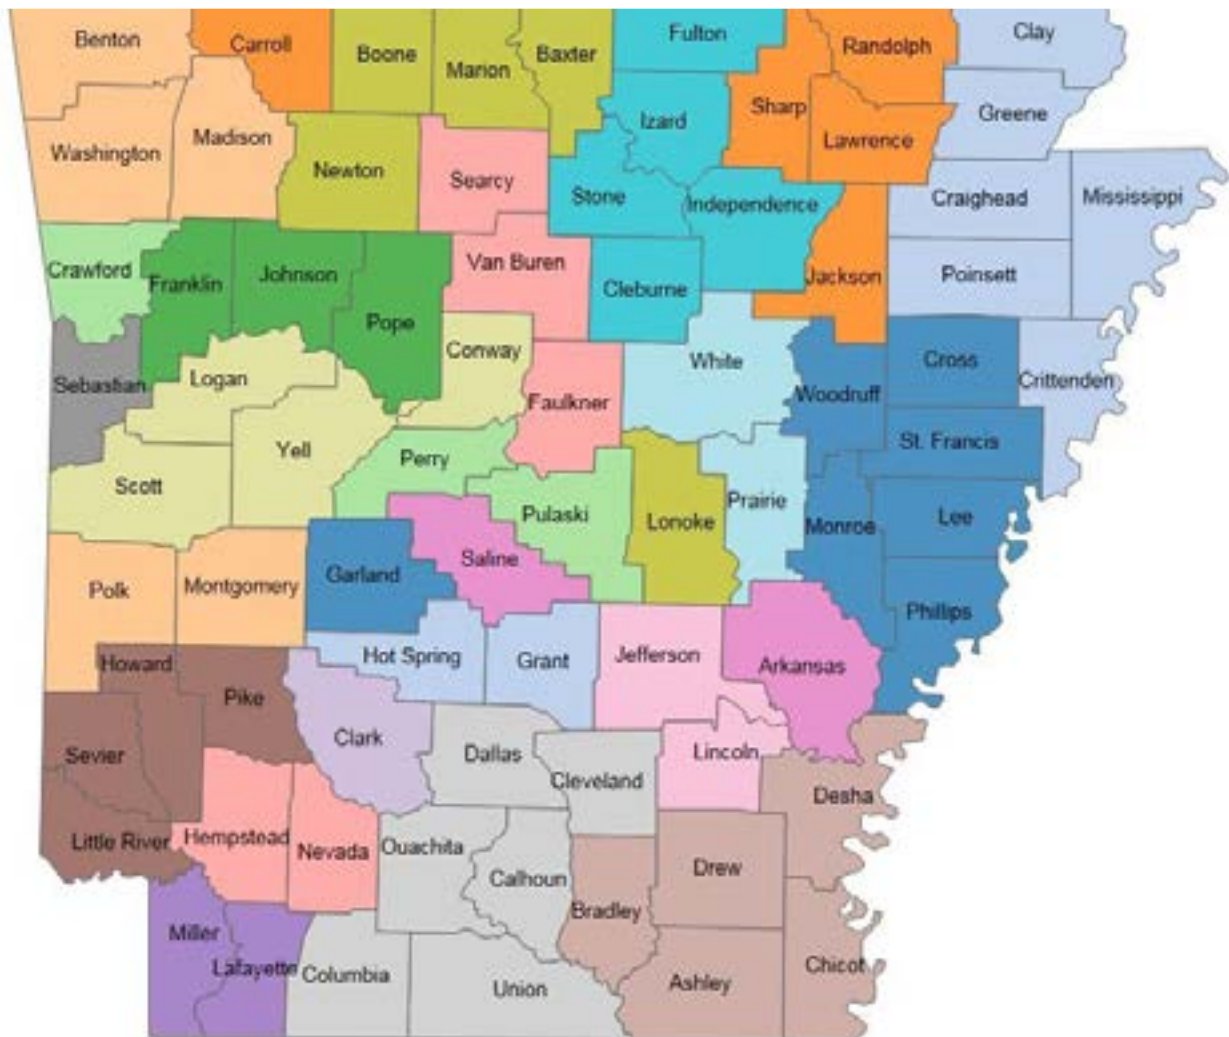 Benton
Carroll
Boone
Marion
Baxter
Fulton
Randolph
Clay
Washington
Madison
Newton
Searcy
Izard
Sharp
Lawrence
Greene
Stone
Independence
Craighead
Mississippi
Crawford
Franklin
Johnson
Pope
Van Buren
Cleburne
Jackson
Poinsett
Sebastian
Logan
Conway
White
Woodruff
Cross
Crittenden
Faulkner
Scott
Yell
Perry
St. Francis
Pulaski
Lonoke
Prairie
Monroe
Lee
Polk
Montgomery
Garland
Saline
Phillips
Howard
Pike
Hot Spring
Grant
Jefferson
Arkansas
Sevier
Clark
Dallas
Cleveland
Lincoln
Desha
Little River
Hempstead
Nevada
Ouachita
Calhoun
Drew
Bradley
Miller
Lafayette
Columbia
Union
Ashley
Chicot